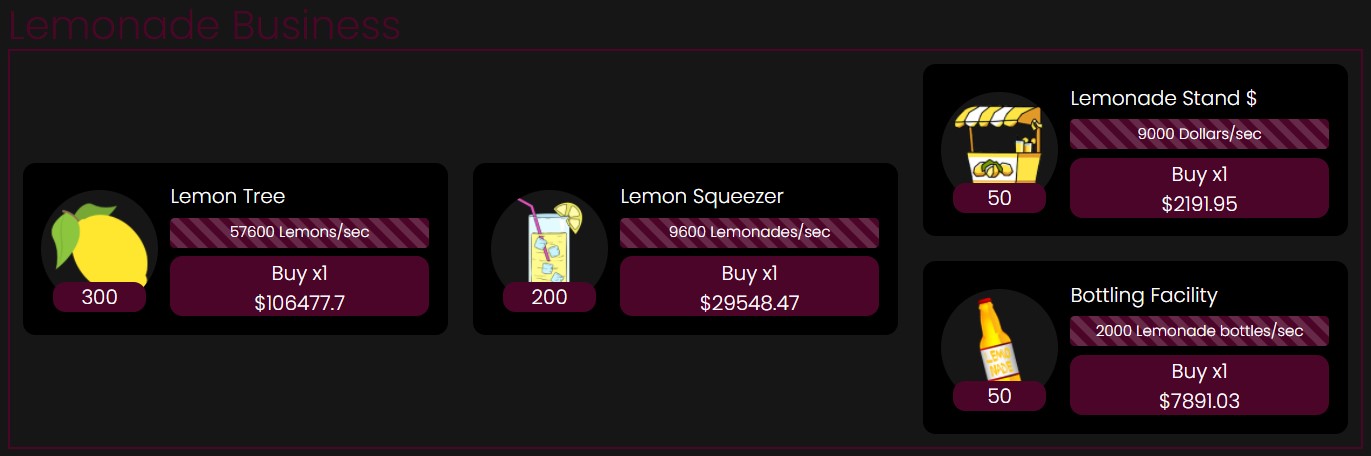 Lemonade Business
Lemon Tree
57600 Lemons/sec
300
Buy x1
$106477.7
Lemon Squeezer
9600 Lemonades/sec
200
Buy x1
$29548.47
Lemonade Stand $
9000 Dollars/sec
50
Buy x1
$2191.95
Bottling Facility
2000 Lemonade bottles/sec
LEMO
NADE
50
Buy x1
$7891.03